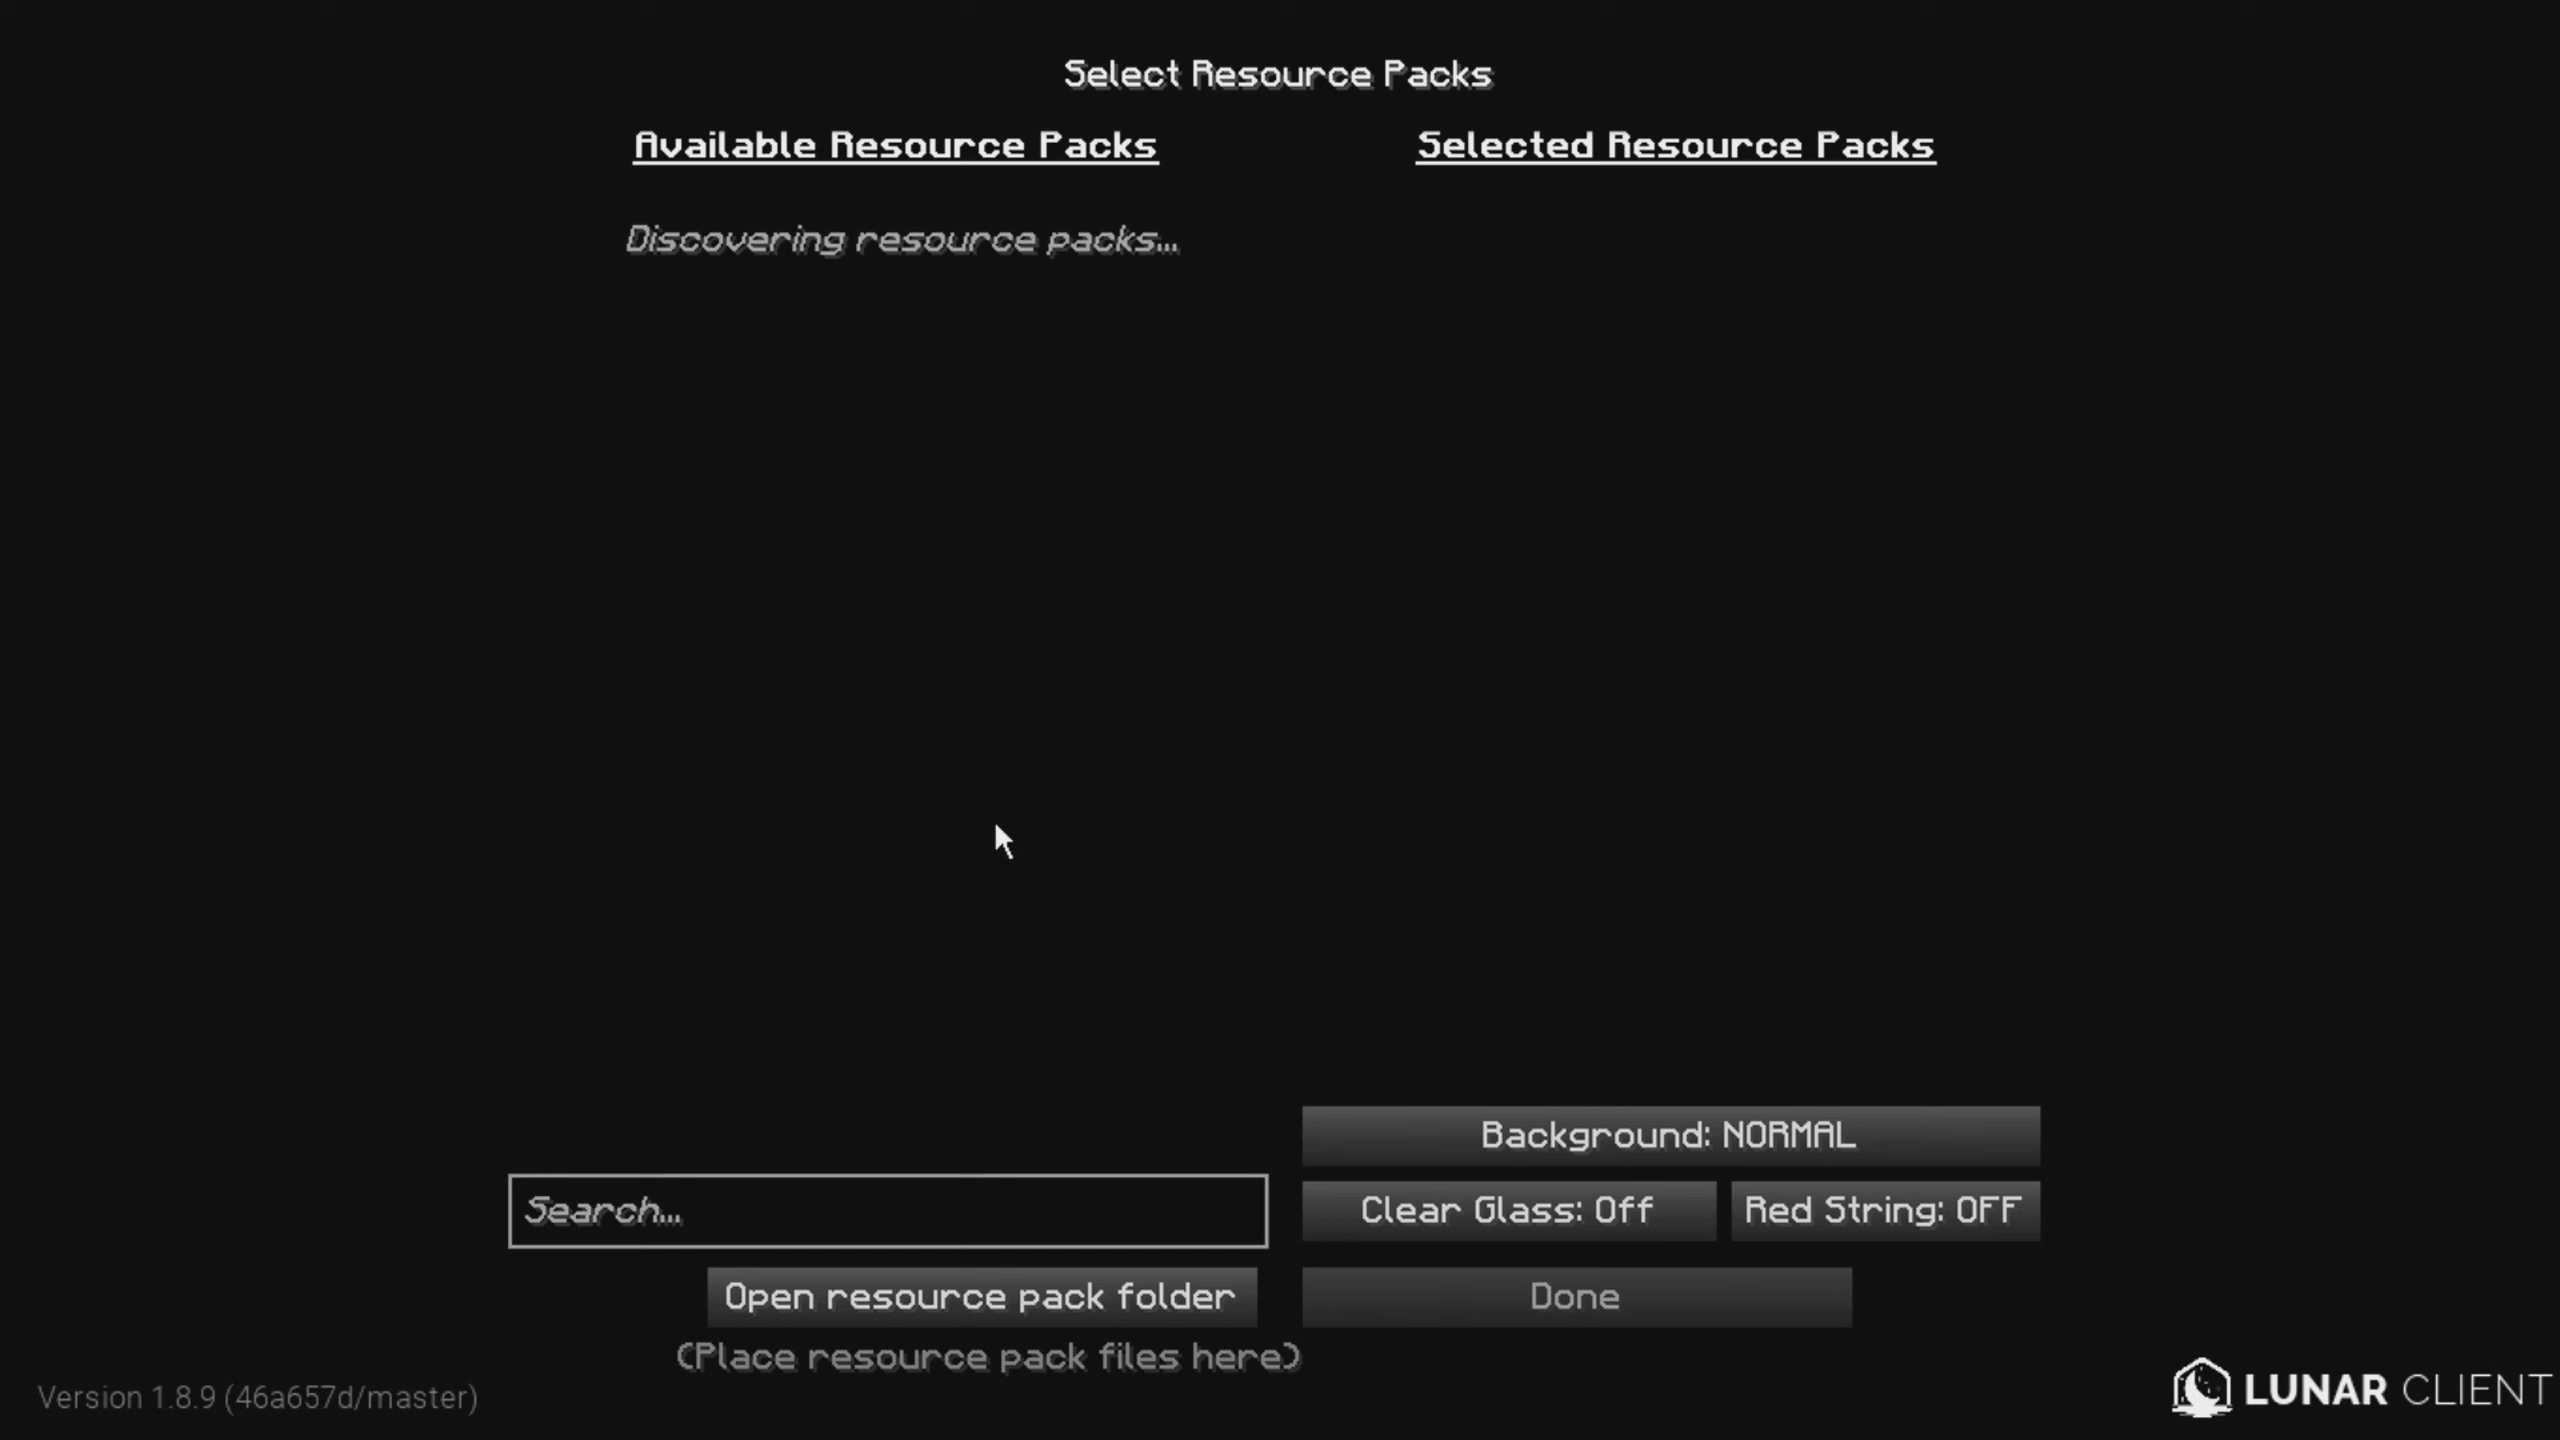 Select Resource Packs
Available Resource Packs
Selected Resource Packs
Discovering resource packs...
Background: NORMAL
Search...
Clear Glass: Off
Red String: OFF
Open resource pack folder
Done
(Place resource pack files here)
Version 1.8.9 (46a657d/master)
LUNAR CLIENT